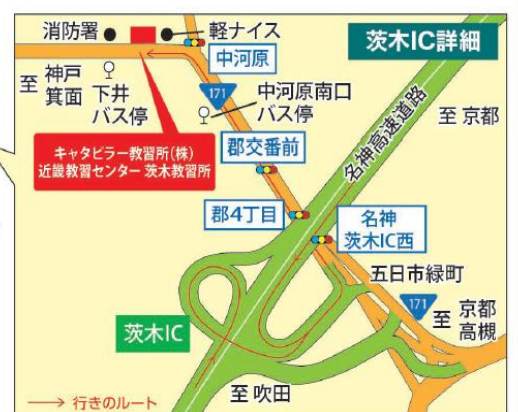 消防署
軽ナイス
茨木IC詳細
中河原
至 神戸
箕面
下井
バス停
171
中河原南口
バス停
至 京都
名神高速道路
キャタピラー教習所(株)
近畿教習センター 茨木教習所
郡交番前
郡4丁目
名神
茨木IC西
五日市緑町
171
至 京都
高槻
茨木IC
至 吹田
行きのルート